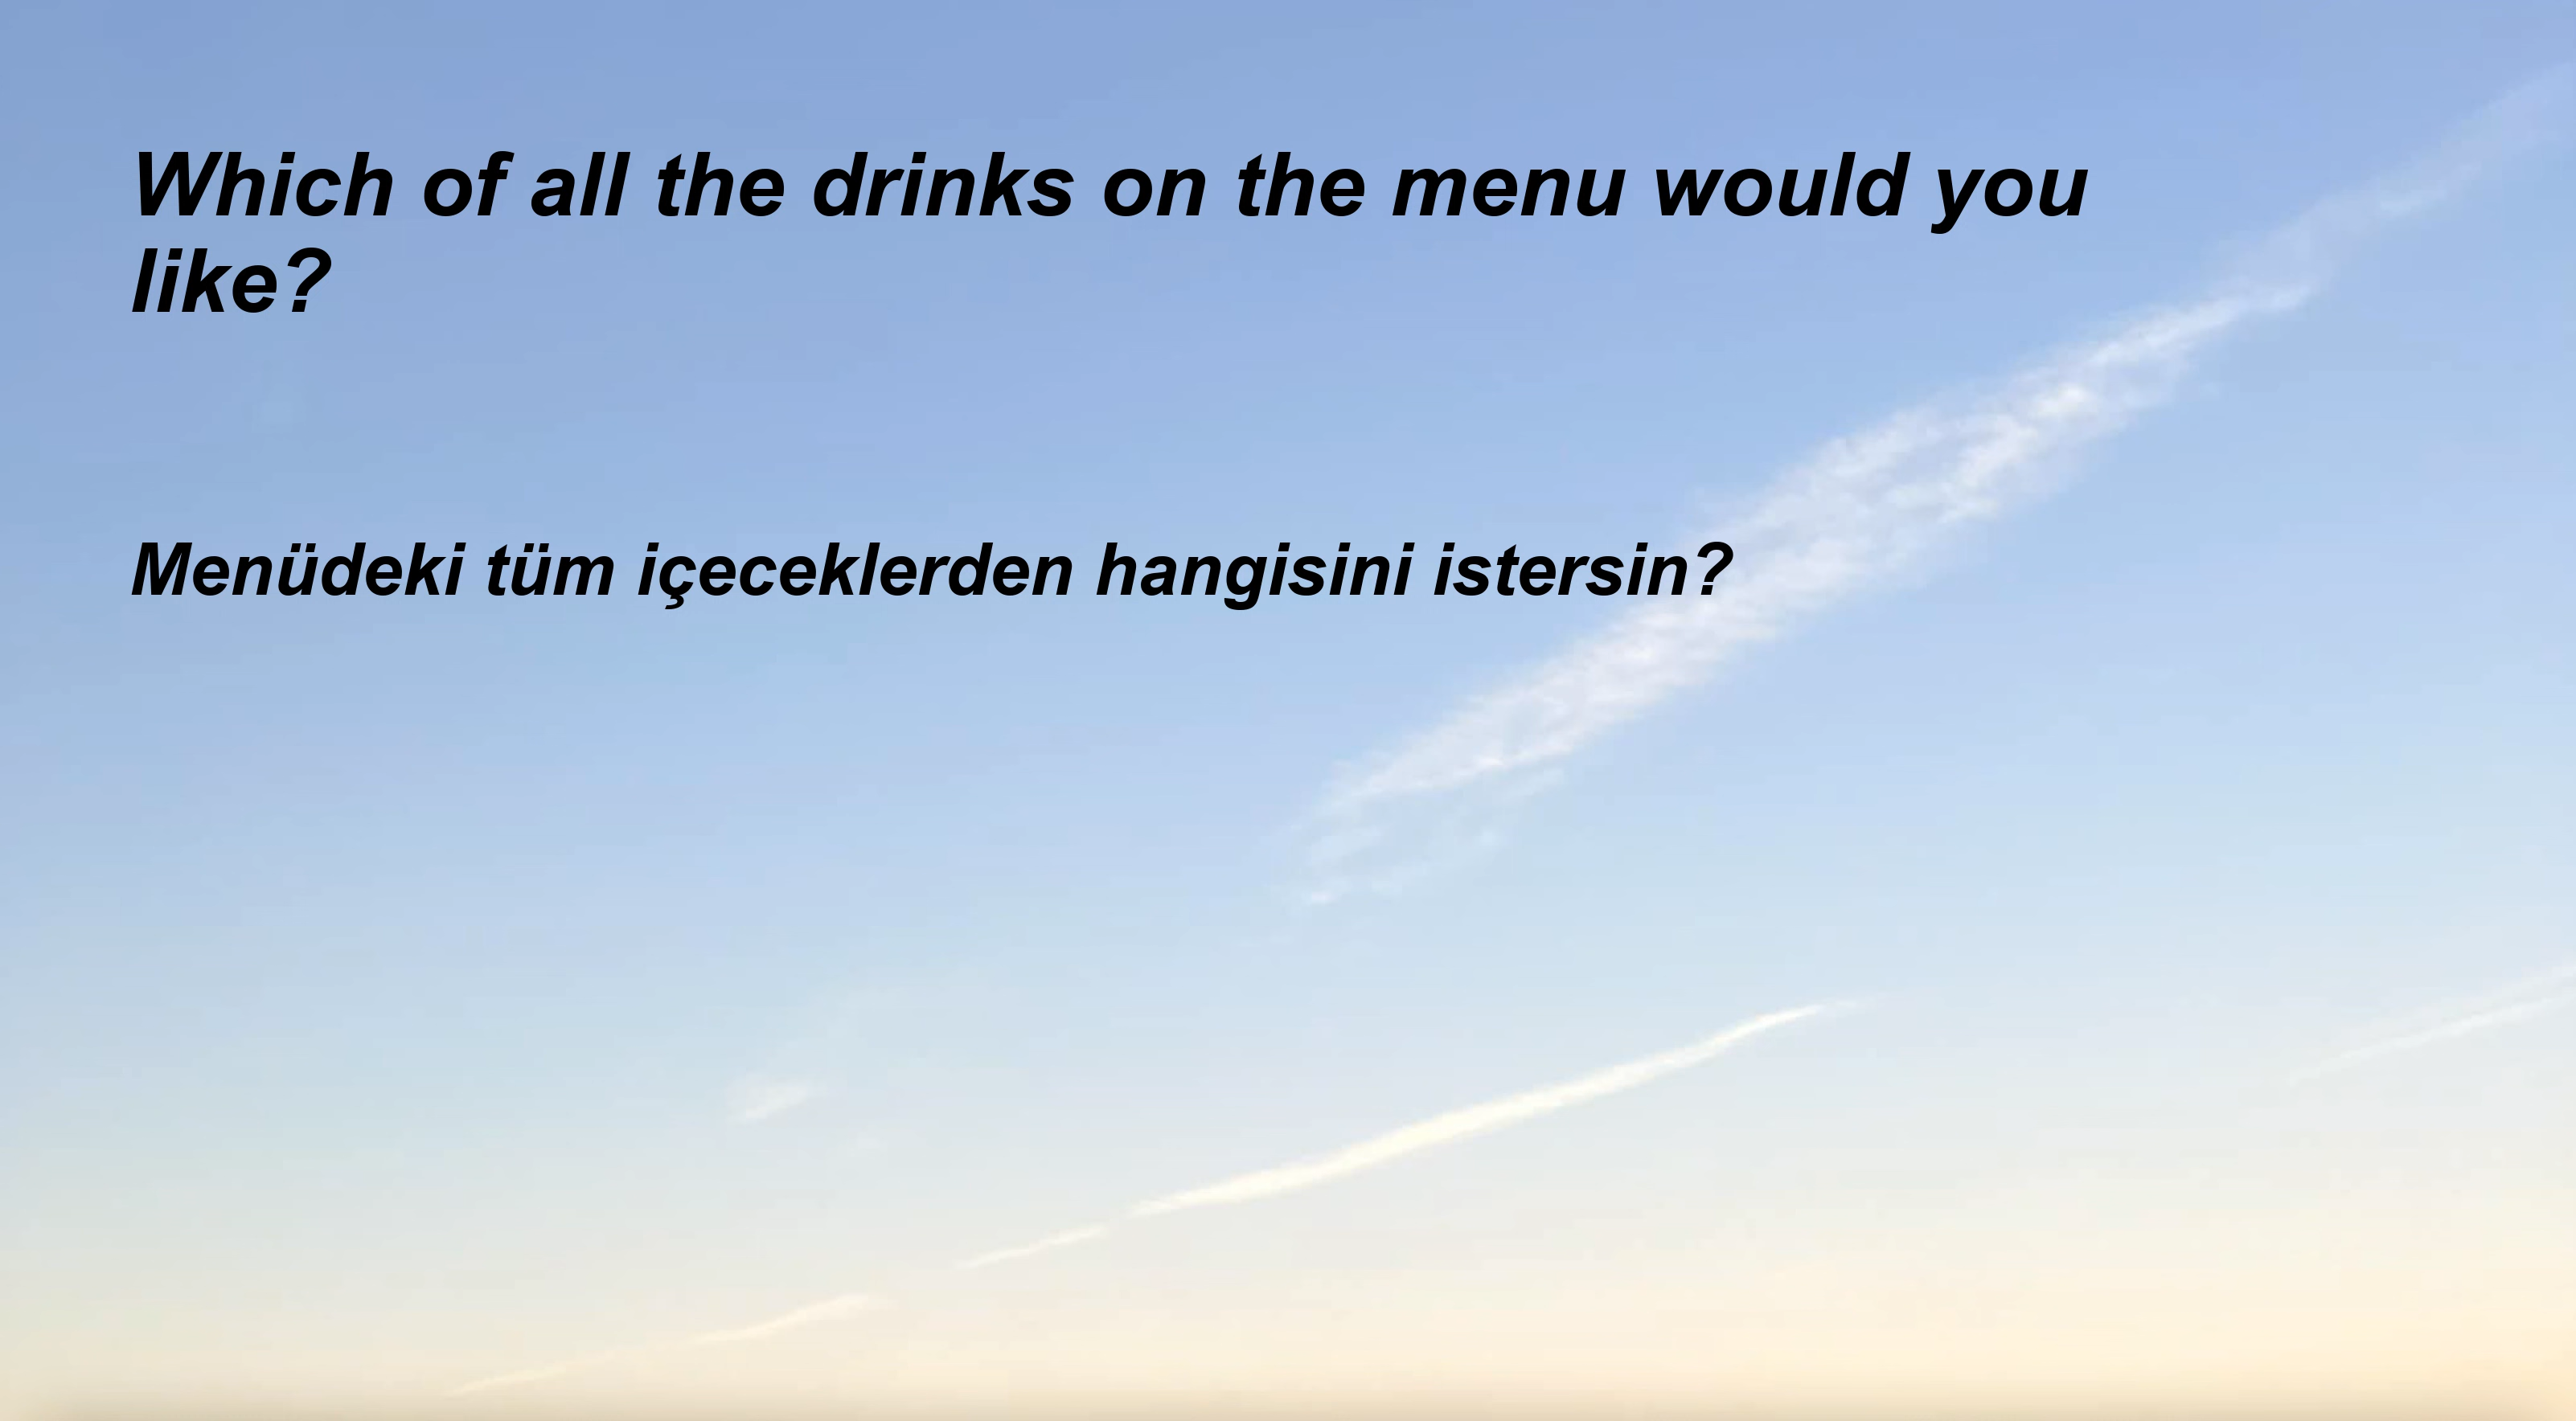 Which of all the drinks on the menu would you
like?
Menüdeki tüm içeceklerden hangisini istersin?